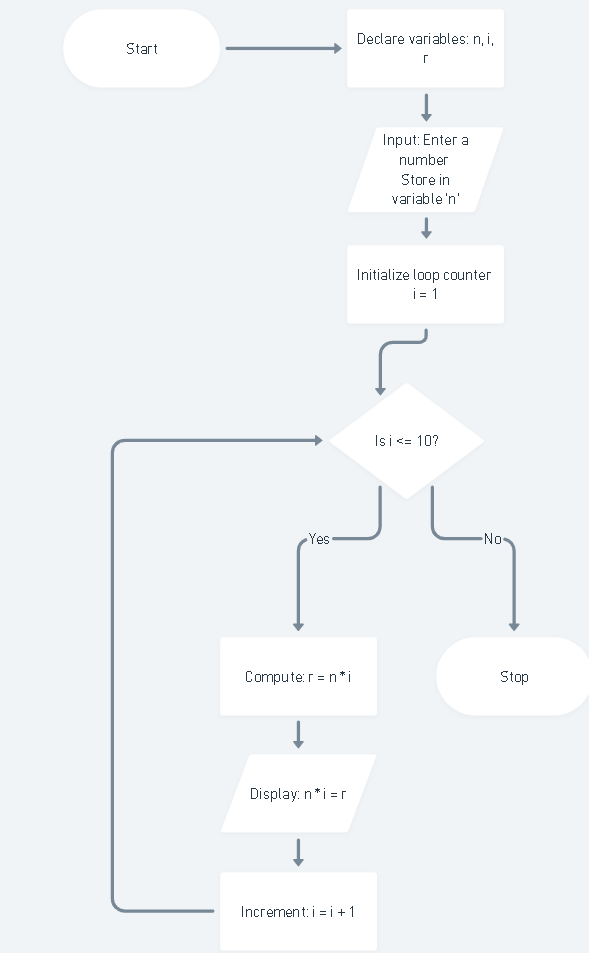 Start
Declare variables: n, i,
r
Input: Enter a
number
Store in
variable 'n'
Initialize loop counter
i = 1
Is i <= 10?
Yes
No
Compute: r = n * i
Stop
Display: n * i = r
Increment: i = i + 1